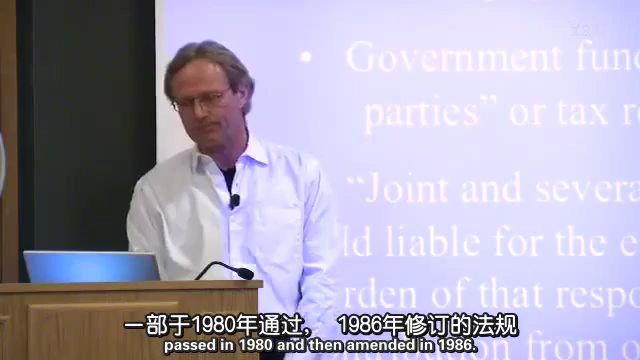 • Government fund
parties” or tax r
“Joint and severa
ld liable for the e
rden of that respo
from o
一部于1980年通过， 1986年修订的法规
passed in 1980 and then amended in 1986.